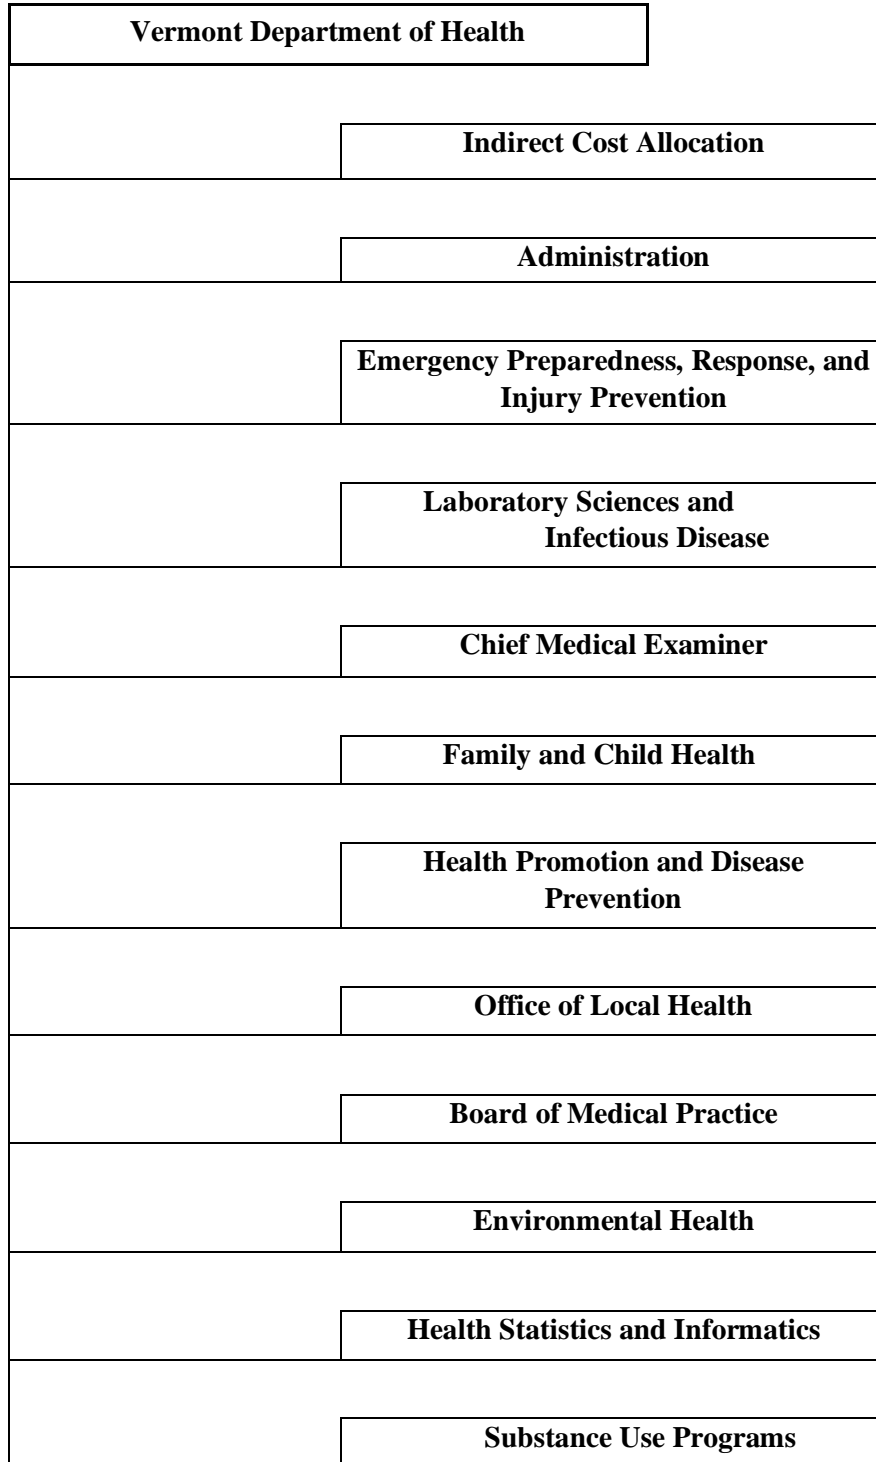 Vermont Department of Health
Indirect Cost Allocation
Administration
Emergency Preparedness, Response, and
Injury Prevention
Laboratory Sciences and
Infectious Disease
Chief Medical Examiner
Family and Child Health
Health Promotion and Disease
Prevention
Office of Local Health
Board of Medical Practice
Environmental Health
Health Statistics and Informatics
Substance Use Programs